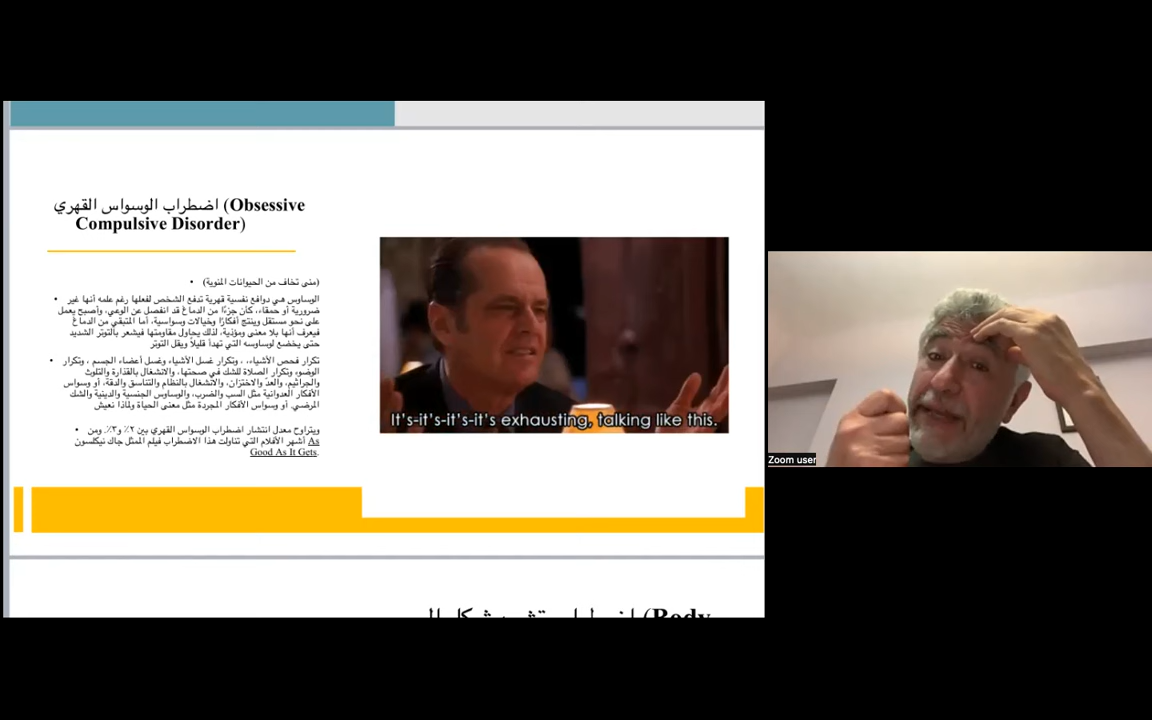 اضطراب الوسواس القهري (Obsessive
Compulsive Disorder)
• (منى تخاف من الحيوانات المنوية)
• الوساوس هي دوافع نفسية قهرية تدفع الشخص لفعلها رغم علمه أنها غير
ضرورية أو حمقاء، كأن جزءًا من الدماغ قد انفصل عن الوعي، وأصبح يعمل
على نحو مستقل وينتج أفكارًا وخيالات وسواسية، أما المتبقي من الدماغ
فيعرف أنها بلا معنى ومؤذية، لذلك يحاول مقاومتها فيشعر بالتوتر الشديد
حتى يخضع لوساوسه التي تهدأ قليلاً ويقل التوتر
• تكرار فحص الأشياء، ، وتكرار غسل الأشياء وغسل أعضاء الجسم ، وتكرار
الوضوء وتكرار الصلاة للشك في صحتها، والانشغال بالقذارة والتلوث
والجراثيم، والعدّ والاختزان، والانشغال بالنظام والتناسق والدقة، أو وسواس
الأفكار العدوانية مثل السب والضرب، والوساوس الجنسية والدينية والشك
المرضي. أو وسواس الأفكار المجردة مثل معنى الحياة ولماذا نعيش
• ويتراوح معدل انتشار اضطراب الوسواس القهري بين ٢٪ و٣٪. ومن
أشهر الأفلام التي تناولت هذا الاضطراب فيلم الممثل جاك نيكلسون As
Good As It Gets.
It's-it's-it's-it's exhausting, talking like this.
Zoom user
(Body